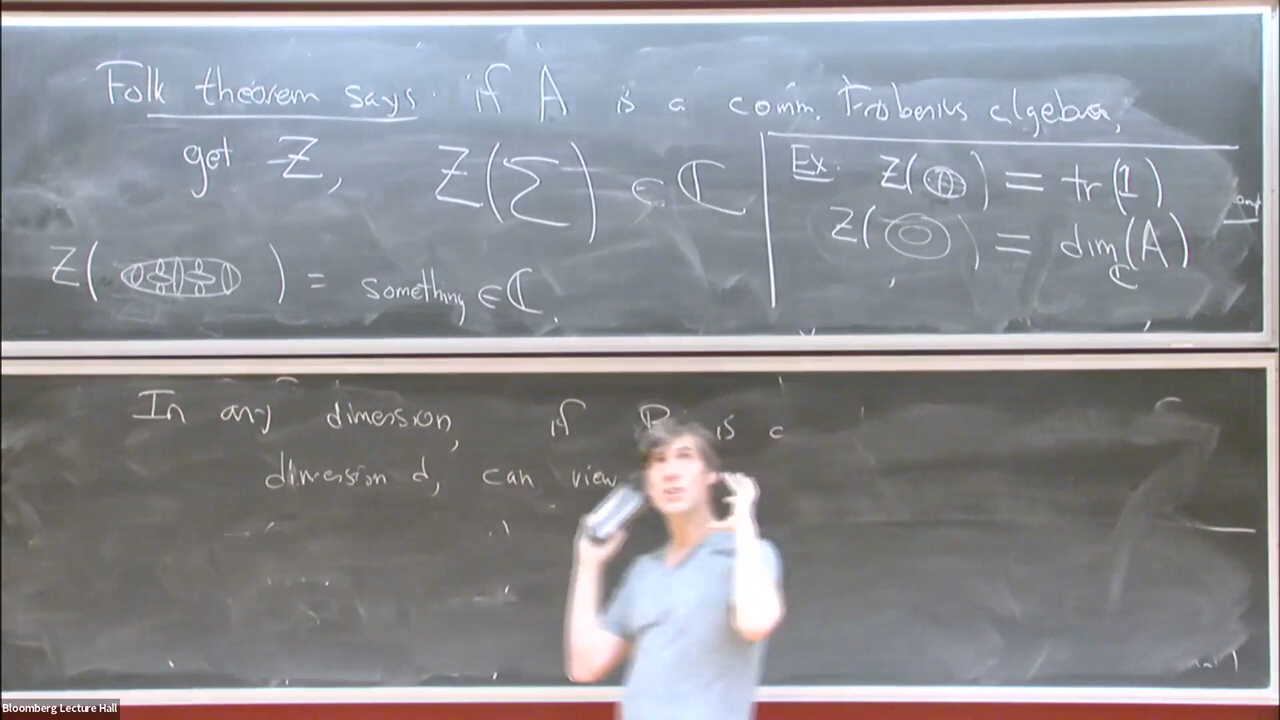 Folk theorem says: if A is a comm. Frobenius algebra,
get Z, Z(Σ) ∈ ℂ
Ex: Z( ) = tr(1)
Z( ) = dim_ℂ(A)
Z( ) = something ∈ ℂ.
In any dimension, if B is a
dimension d, can view
Bloomberg Lecture Hall